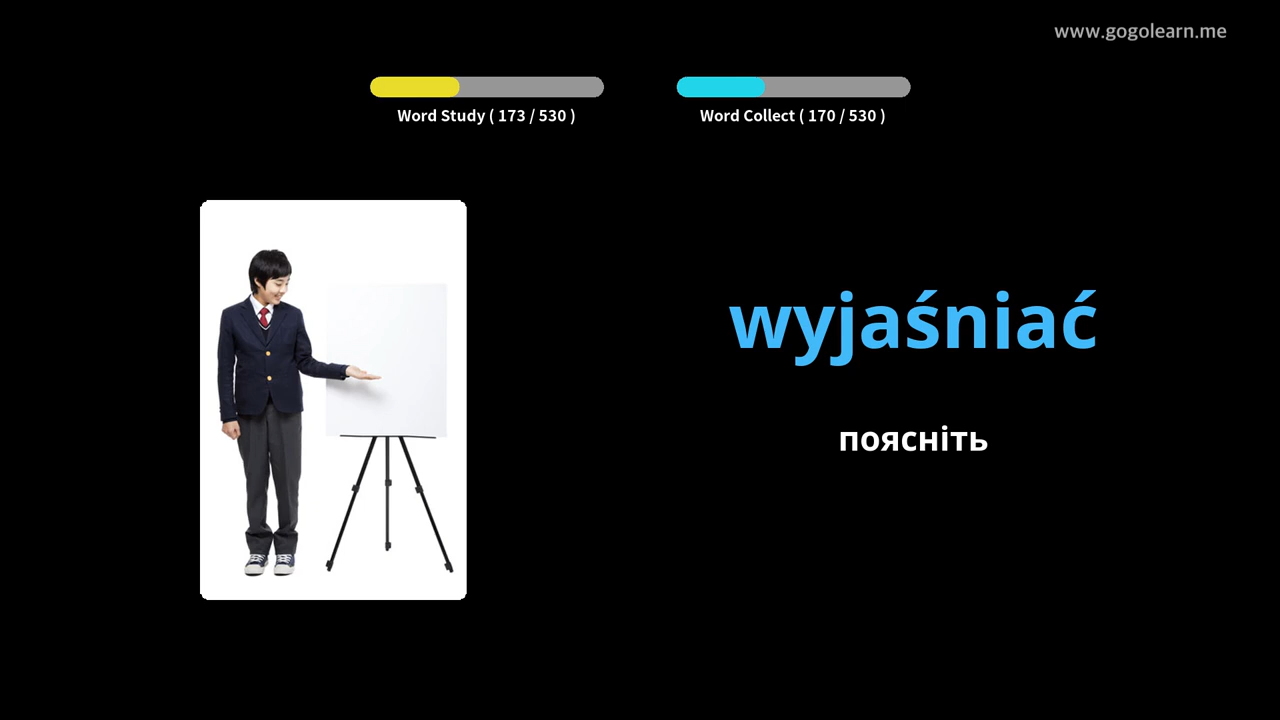 www.gogolearn.me
Word Study ( 173 / 530 )
Word Collect ( 170 / 530 )
wyjaśniać
поясніть